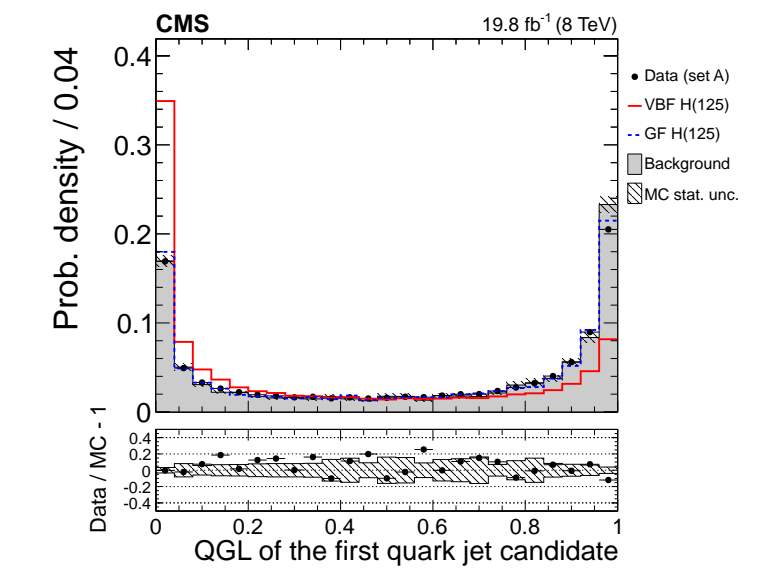 CMS
19.8 fb⁻¹ (8 TeV)
Prob. density / 0.04
0.4
0.3
0.2
0.1
0
Data (set A)
VBF H(125)
GF H(125)
Background
MC stat. unc.
Data / MC - 1
0.4
0.2
0
-0.2
-0.4
0 0.2 0.4 0.6 0.8 1
QGL of the first quark jet candidate